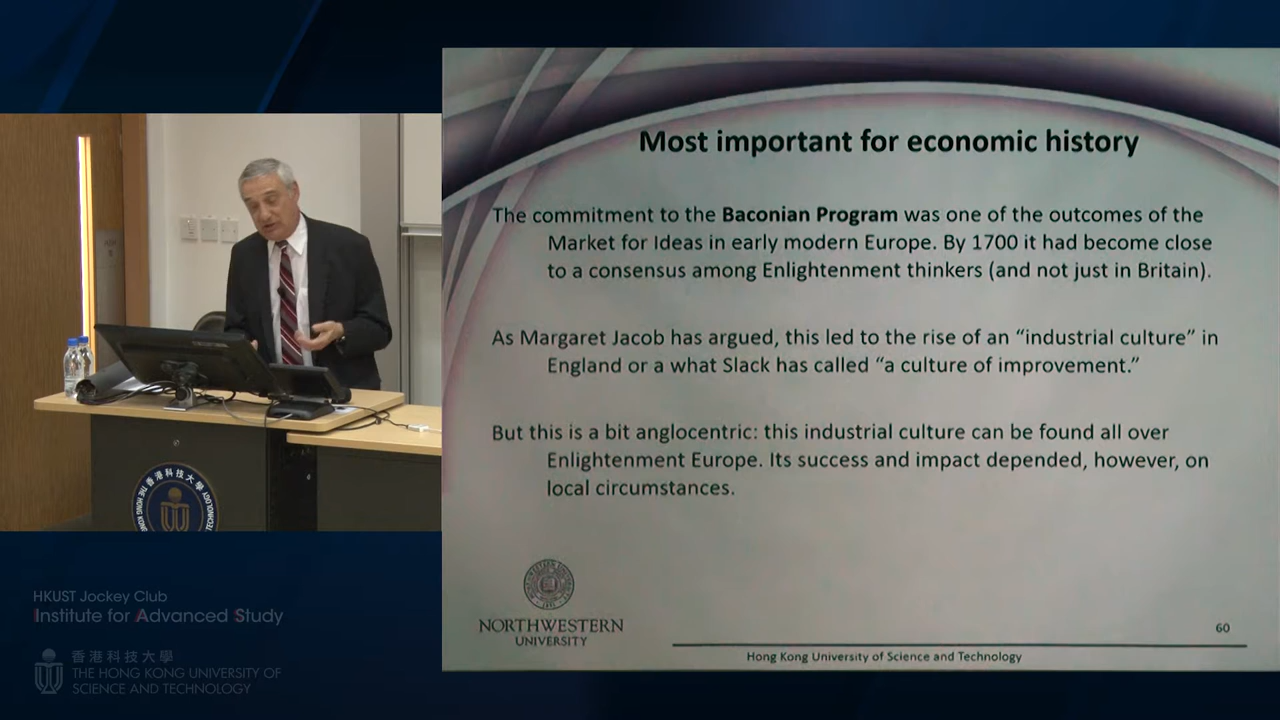 Most important for economic history
The commitment to the Baconian Program was one of the outcomes of the
Market for Ideas in early modern Europe. By 1700 it had become close
to a consensus among Enlightenment thinkers (and not just in Britain).
As Margaret Jacob has argued, this led to the rise of an “industrial culture” in
England or a what Slack has called “a culture of improvement.”
But this is a bit anglocentric: this industrial culture can be found all over
Enlightenment Europe. Its success and impact depended, however, on
local circumstances.
NORTHWESTERN
UNIVERSITY
60
Hong Kong University of Science and Technology
香港科技大學
HKUST Jockey Club
Institute for Advanced Study
香港科技大學
THE HONG KONG UNIVERSITY OF
SCIENCE AND TECHNOLOGY